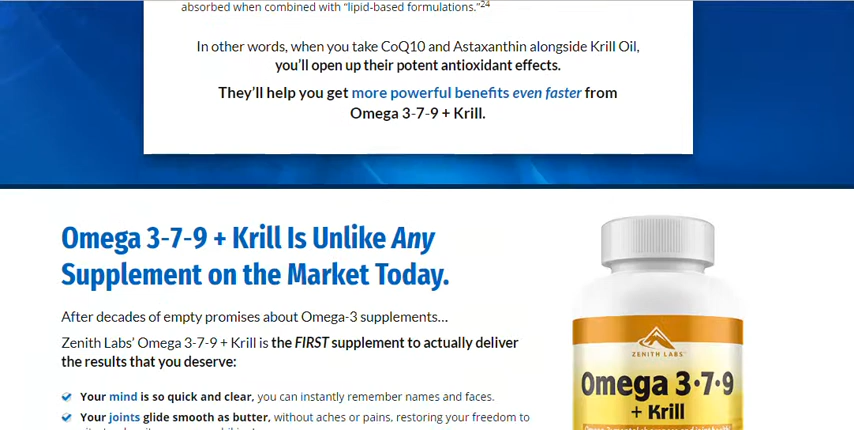 absorbed when combined with “lipid-based formulations.”24
In other words, when you take CoQ10 and Astaxanthin alongside Krill Oil,
you’ll open up their potent antioxidant effects.
They’ll help you get more powerful benefits even faster from
Omega 3-7-9 + Krill.
Omega 3-7-9 + Krill Is Unlike Any
Supplement on the Market Today.
After decades of empty promises about Omega-3 supplements...
Zenith Labs’ Omega 3-7-9 + Krill is the FIRST supplement to actually deliver
the results that you deserve:
Your mind is so quick and clear, you can instantly remember names and faces.
Your joints glide smooth as butter, without aches or pains, restoring your freedom to
ZENITH LABS
Omega 3·7·9
+ Krill